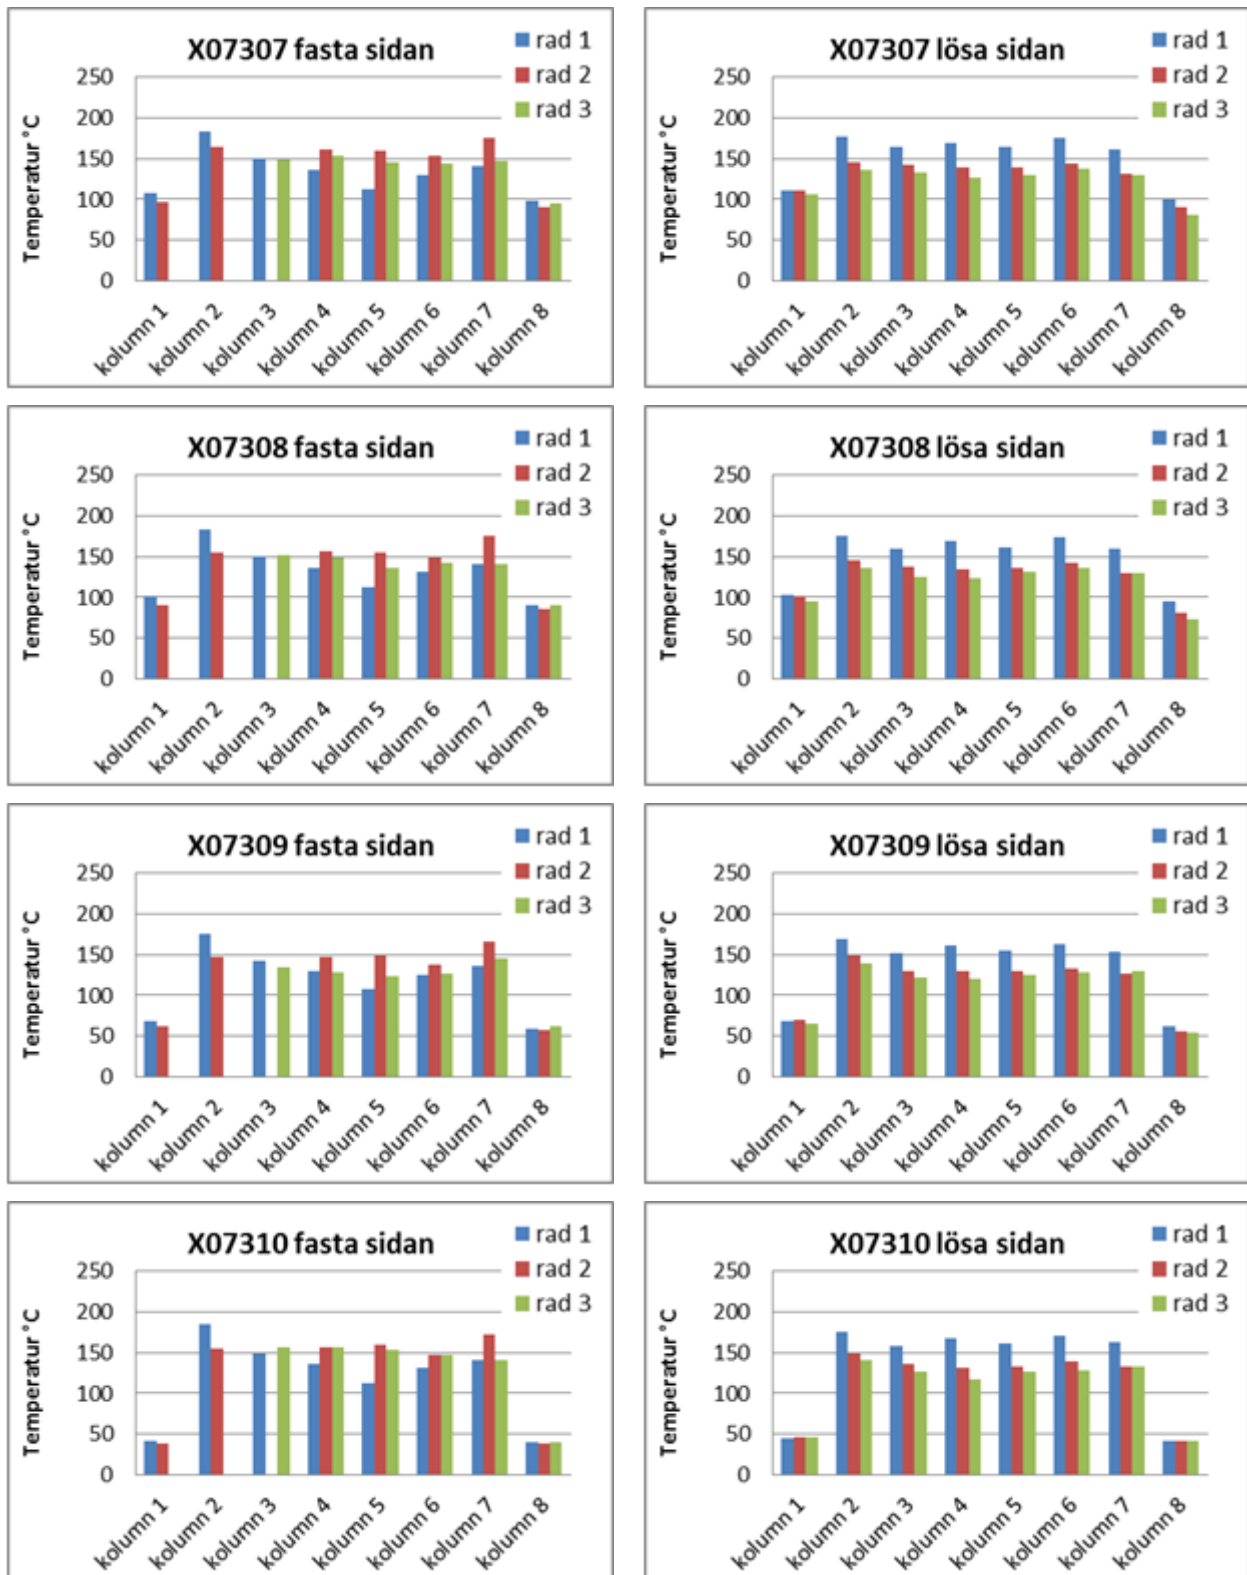 X07307 fasta sidan
rad 1
rad 2
rad 3
Temperatur °C
250
200
150
100
50
0
kolumn 1
kolumn 2
kolumn 3
kolumn 4
kolumn 5
kolumn 6
kolumn 7
kolumn 8
X07307 lösa sidan
rad 1
rad 2
rad 3
Temperatur °C
250
200
150
100
50
0
kolumn 1
kolumn 2
kolumn 3
kolumn 4
kolumn 5
kolumn 6
kolumn 7
kolumn 8
X07308 fasta sidan
rad 1
rad 2
rad 3
Temperatur °C
250
200
150
100
50
0
kolumn 1
kolumn 2
kolumn 3
kolumn 4
kolumn 5
kolumn 6
kolumn 7
kolumn 8
X07308 lösa sidan
rad 1
rad 2
rad 3
Temperatur °C
250
200
150
100
50
0
kolumn 1
kolumn 2
kolumn 3
kolumn 4
kolumn 5
kolumn 6
kolumn 7
kolumn 8
X07309 fasta sidan
rad 1
rad 2
rad 3
Temperatur °C
250
200
150
100
50
0
kolumn 1
kolumn 2
kolumn 3
kolumn 4
kolumn 5
kolumn 6
kolumn 7
kolumn 8
X07309 lösa sidan
rad 1
rad 2
rad 3
Temperatur °C
250
200
150
100
50
0
kolumn 1
kolumn 2
kolumn 3
kolumn 4
kolumn 5
kolumn 6
kolumn 7
kolumn 8
X07310 fasta sidan
rad 1
rad 2
rad 3
Temperatur °C
250
200
150
100
50
0
kolumn 1
kolumn 2
kolumn 3
kolumn 4
kolumn 5
kolumn 6
kolumn 7
kolumn 8
X07310 lösa sidan
rad 1
rad 2
rad 3
Temperatur °C
250
200
150
100
50
0
kolumn 1
kolumn 2
kolumn 3
kolumn 4
kolumn 5
kolumn 6
kolumn 7
kolumn 8